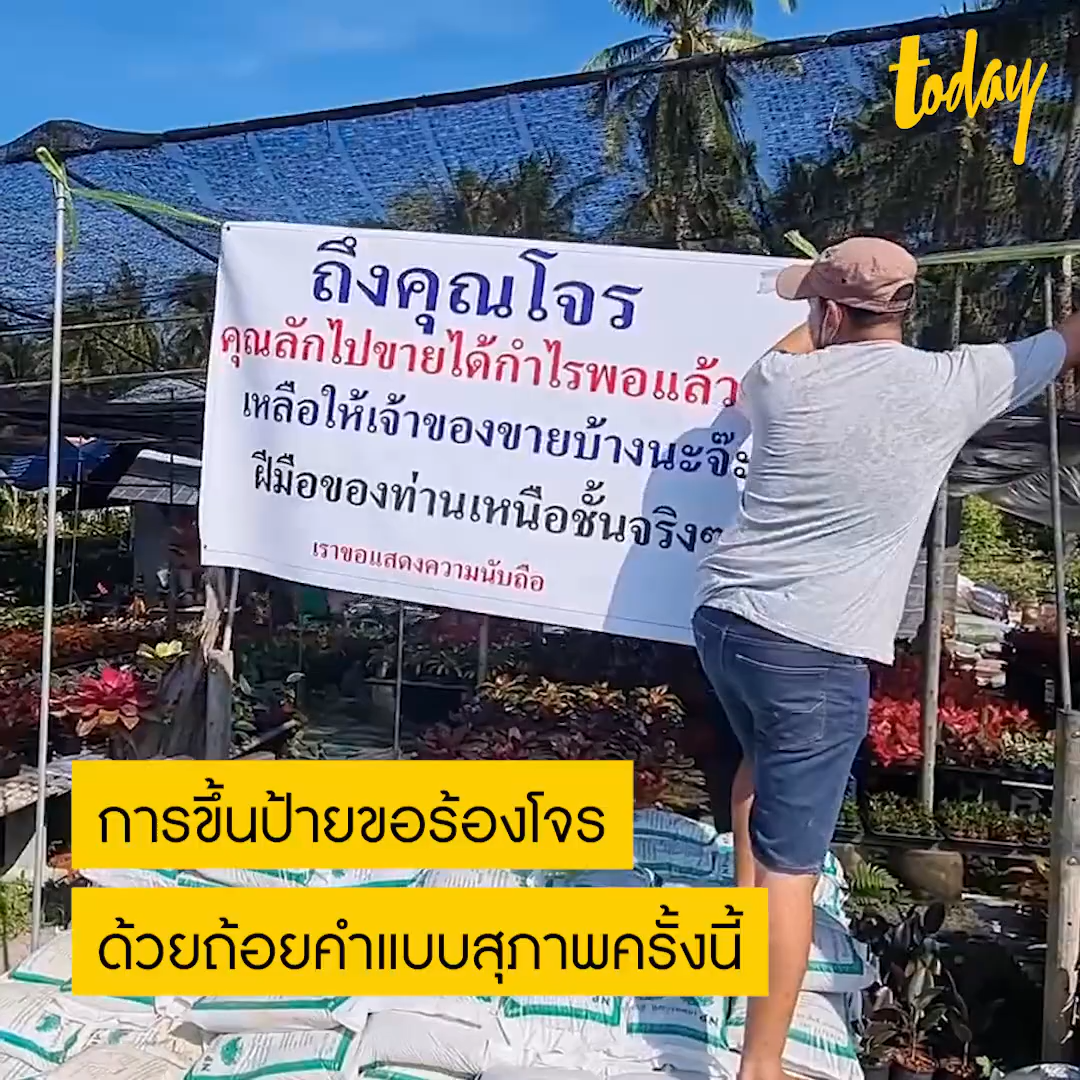 today
ถึงคุณโจร
คุณลักไปขายได้กำไรพอแล้ว
เหลือให้เจ้าของขายบ้างนะจ๊ะ
ฝีมือของท่านเหนือชั้นจริงๆ
เราขอแสดงความนับถือ
การขึ้นป้ายขอร้องโจร
ด้วยถ้อยคำแบบสุภาพครั้งนี้